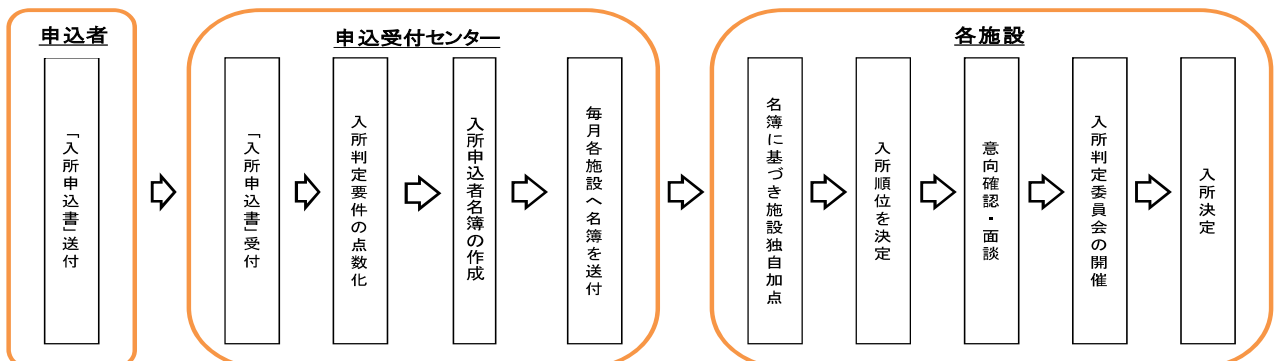 申込者
「入所申込書」送付
申込受付センター
「入所申込書」受付
入所判定要件の点数化
入所申込者名簿の作成
毎月各施設へ名簿を送付
各施設
名簿に基づき施設独自加点
入所順位を決定
意向確認・面談
入所判定委員会の開催
入所決定